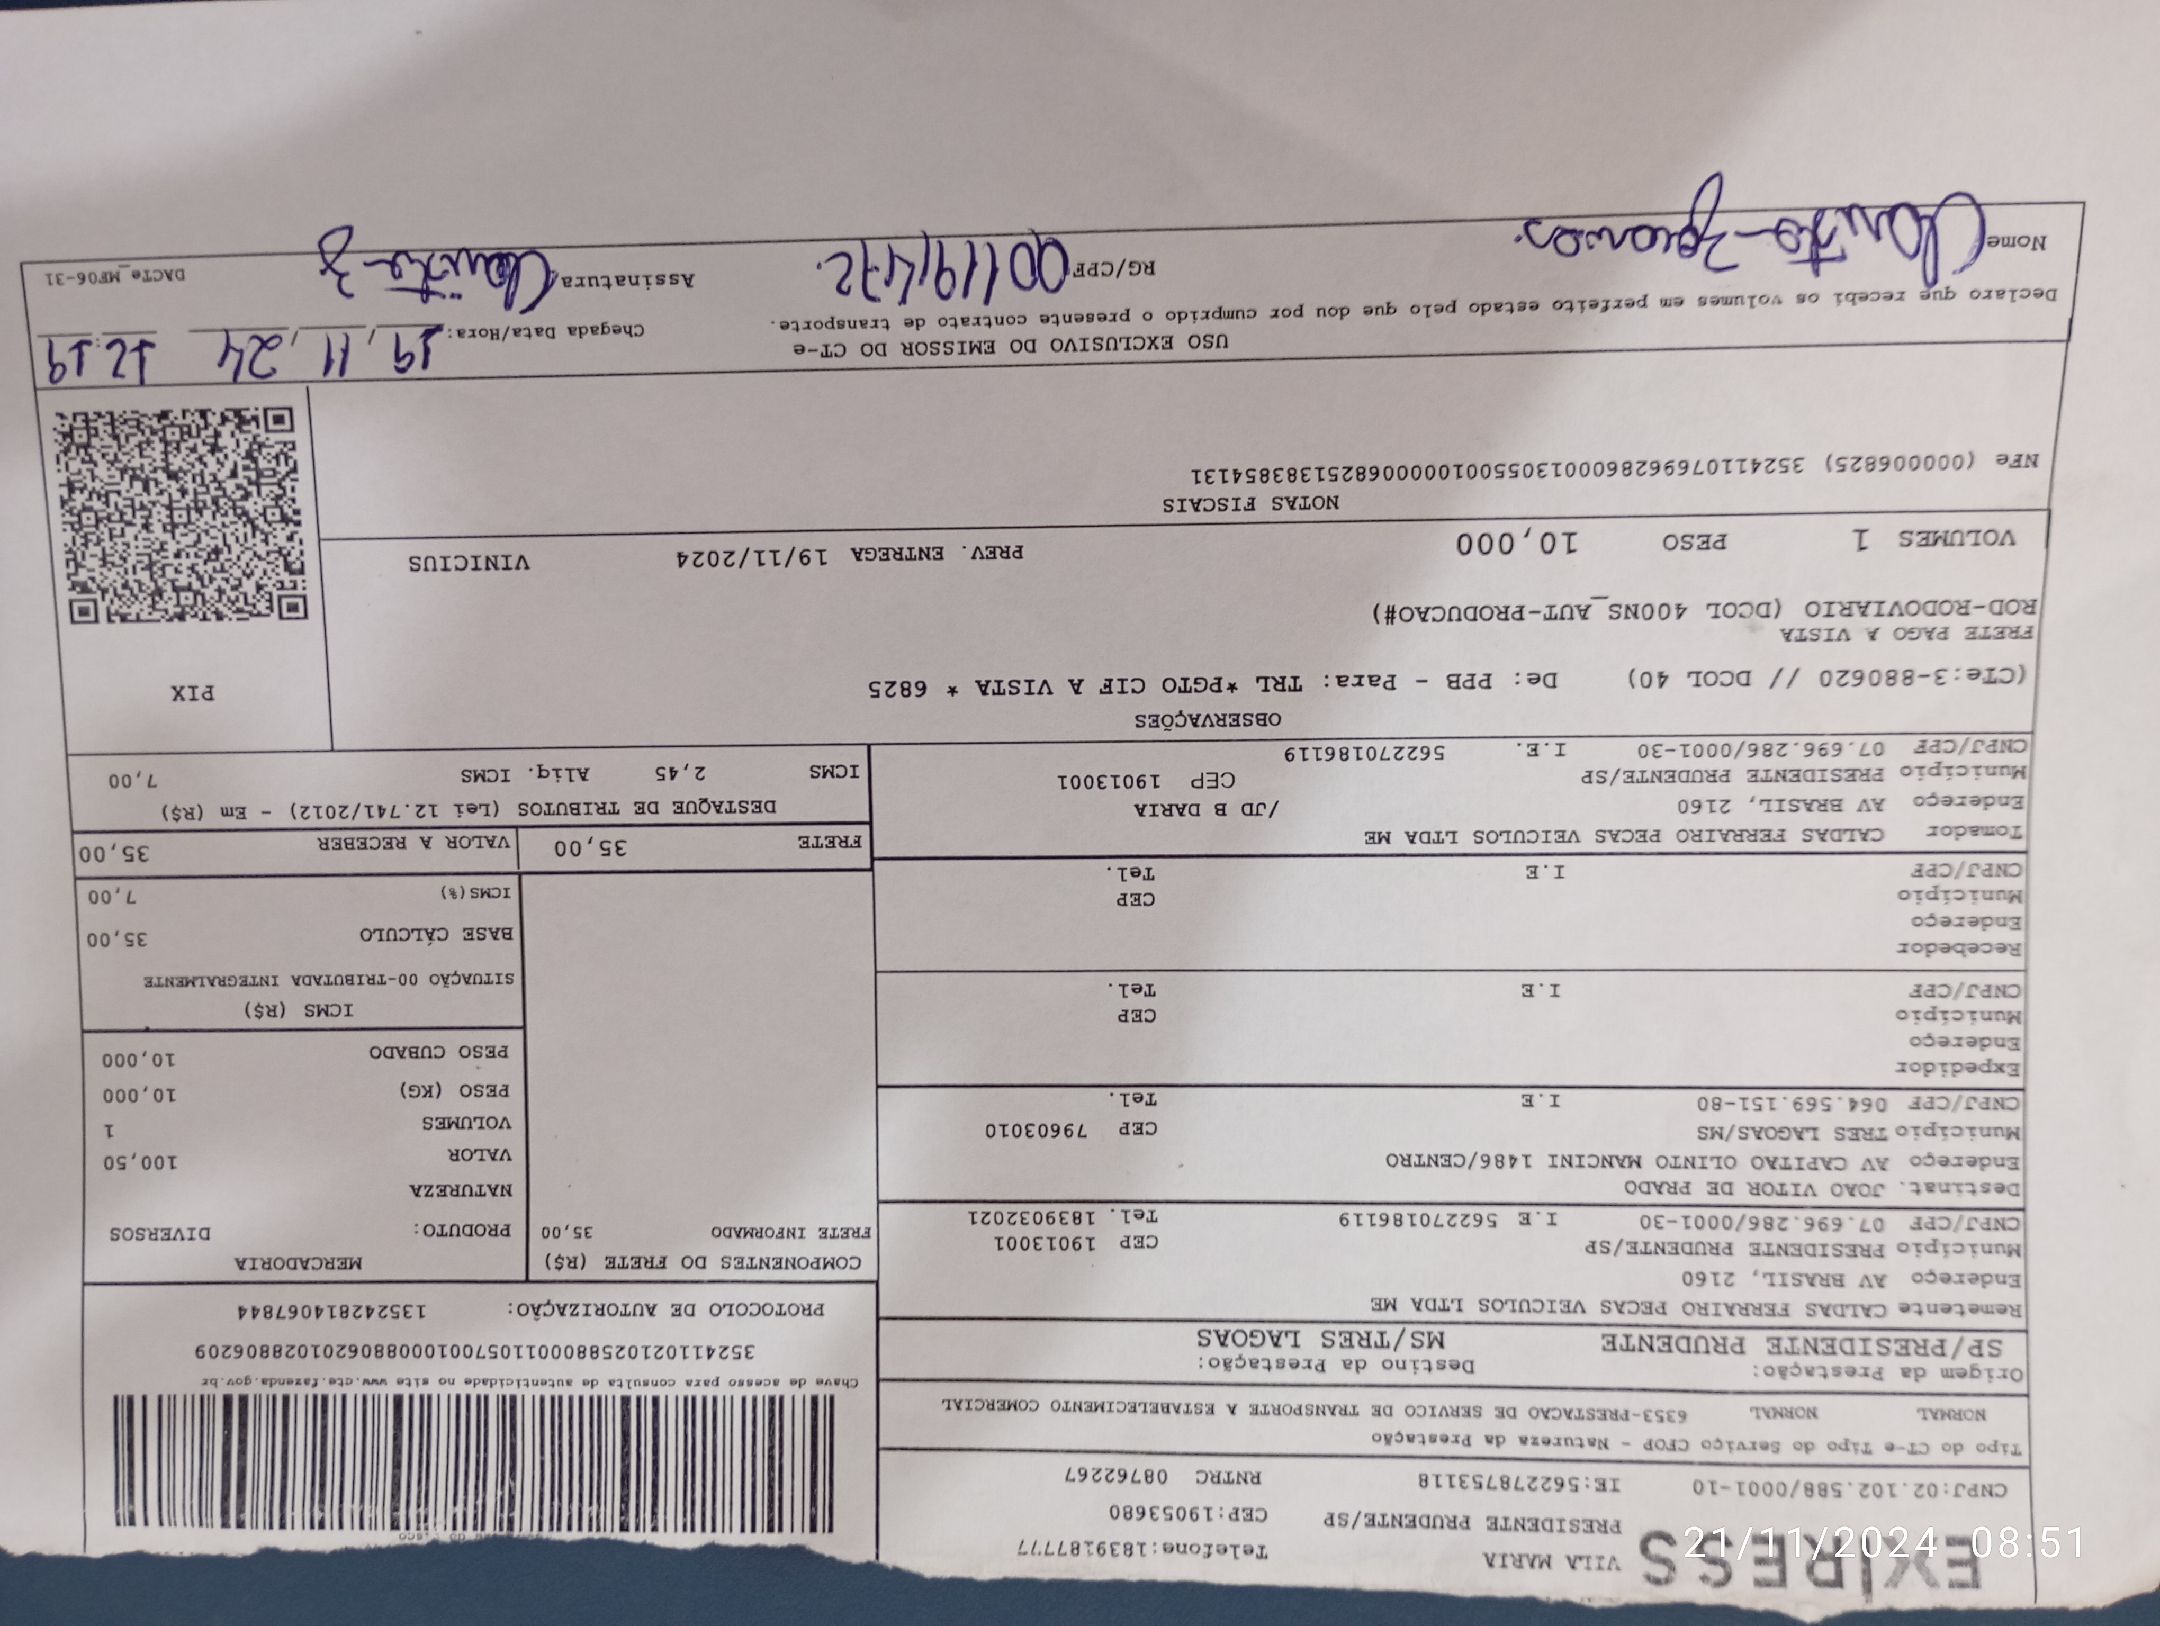 EXPRESS
VILA MARIA Telefone:1839187777
PRESIDENTE PRUDENTE/SP CEP:19053680
CNPJ:02.102.588/0001-10 IE:562278753118 RNTRC 08762267
Tipo do CT-e Tipo do Serviço CFOP - Natureza da Prestação
NORMAL NORMAL 6353-PRESTACAO DE SERVICO DE TRANSPORTE A ESTABELECIMENTO COMERCIAL
Origem da Prestação: Destino da Prestação:
SP/PRESIDENTE PRUDENTE MS/TRES LAGOAS
Chave de acesso para consulta de autenticidade no site www.cte.fazenda.gov.br
35241102102588000110570010008806201028806209
PROTOCOLO DE AUTORIZAÇÃO: 135242814067844
Remetente CALDAS FERRAIRO PECAS VEICULOS LTDA ME
Endereço AV BRASIL, 2160
Município PRESIDENTE PRUDENTE/SP CEP 19013001
CNPJ/CPF 07.696.286/0001-30 I.E 562270186119 Tel. 1839032021
Destinat. JOAO VITOR DE PRADO
Endereço AV CAPITAO OLINTO MANCINI 1486/CENTRO
Município TRES LAGOAS/MS CEP 79603010
CNPJ/CPF 064.569.151-80 I.E Tel.
Expedidor
Endereço
Município CEP
CNPJ/CPF I.E Tel.
Recebedor
Endereço
Município CEP
CNPJ/CPF I.E Tel.
Tomador CALDAS FERRAIRO PECAS VEICULOS LTDA ME
Endereço AV BRASIL, 2160 /JD B DARIA
Município PRESIDENTE PRUDENTE/SP CEP 19013001
CNPJ/CPF 07.696.286/0001-30 I.E. 562270186119
COMPONENTES DO FRETE (R$)
FRETE INFORMADO 35,00
MERCADORIA
PRODUTO: DIVERSOS
NATUREZA
VALOR 100,50
VOLUMES 1
PESO (KG) 10,000
PESO CUBADO 10,000
ICMS (R$)
SITUAÇÃO 00-TRIBUTADA INTEGRALMENTE
BASE CÁLCULO 35,00
ICMS(%) 7,00
FRETE 35,00 VALOR A RECEBER 35,00
DESTAQUE DE TRIBUTOS (Lei 12.741/2012) - Em (R$)
ICMS 2,45 Aliq. ICMS 7,00
OBSERVAÇÕES
(CTe:3-880620 // DCOL 40) De: PPB - Para: TRL *PGTO CIF A VISTA * 6825
FRETE PAGO A VISTA
ROD-RODOVIARIO (DCOL 400NS_AUT-PRODUCAO#)
PIX
VOLUMES 1 PESO 10,000 PREV. ENTREGA 19/11/2024 VINICIUS
NOTAS FISCAIS
NFe (000006825) 35241107696286000130550010000068251383854131
USO EXCLUSIVO DO EMISSOR DO CT-e
Chegada Data/Hora: 19/11/24 12:19
Declaro que recebi os volumes em perfeito estado pelo que dou por cumprido o presente contrato de transporte.
Nome RG/CPF 001191472 Assinatura
DACTe_MF06-31
21/11/2024 08:51